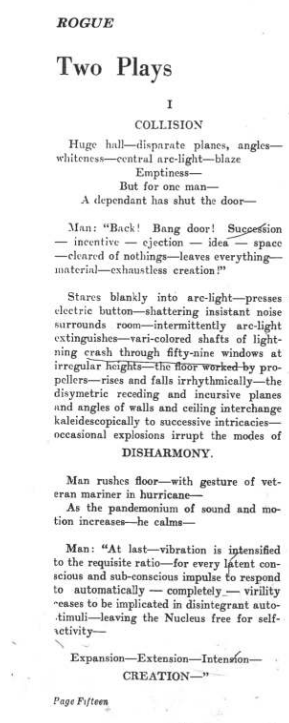 ROGUE
Two Plays
I
COLLISION
Huge hall—disparate planes, angles—
whiteness—central arc-light—blaze
Emptiness—
But for one man—
A dependant has shut the door—
Man: "Back! Bang door! Succession
— incentive — ejection — idea — space
—cleared of nothings—leaves everything—
material—exhaustless creation!"
Stares blankly into arc-light—presses
electric button—shattering insistant noise
surrounds room—intermittently arc-light
extinguishes—vari-colored shafts of light-
ning crash through fifty-nine windows at
irregular heights—the floor worked by pro-
pellers—rises and falls irrhythmically—the
disymetric receding and incursive planes
and angles of walls and ceiling interchange
kaleidescopically to successive intricacies—
occasional explosions irrupt the modes of
DISHARMONY.
Man rushes floor—with gesture of vet-
eran mariner in hurricane—
As the pandemonium of sound and mo-
tion increases—he calms—
Man: "At last—vibration is intensified
to the requisite ratio—for every latent con-
scious and sub-conscious impulse to respond
to automatically — completely — virility
ceases to be implicated in disintegrant auto-
stimuli—leaving the Nucleus free for self-
activity—
Expansion—Extension—Intension—
CREATION—"
Page Fifteen